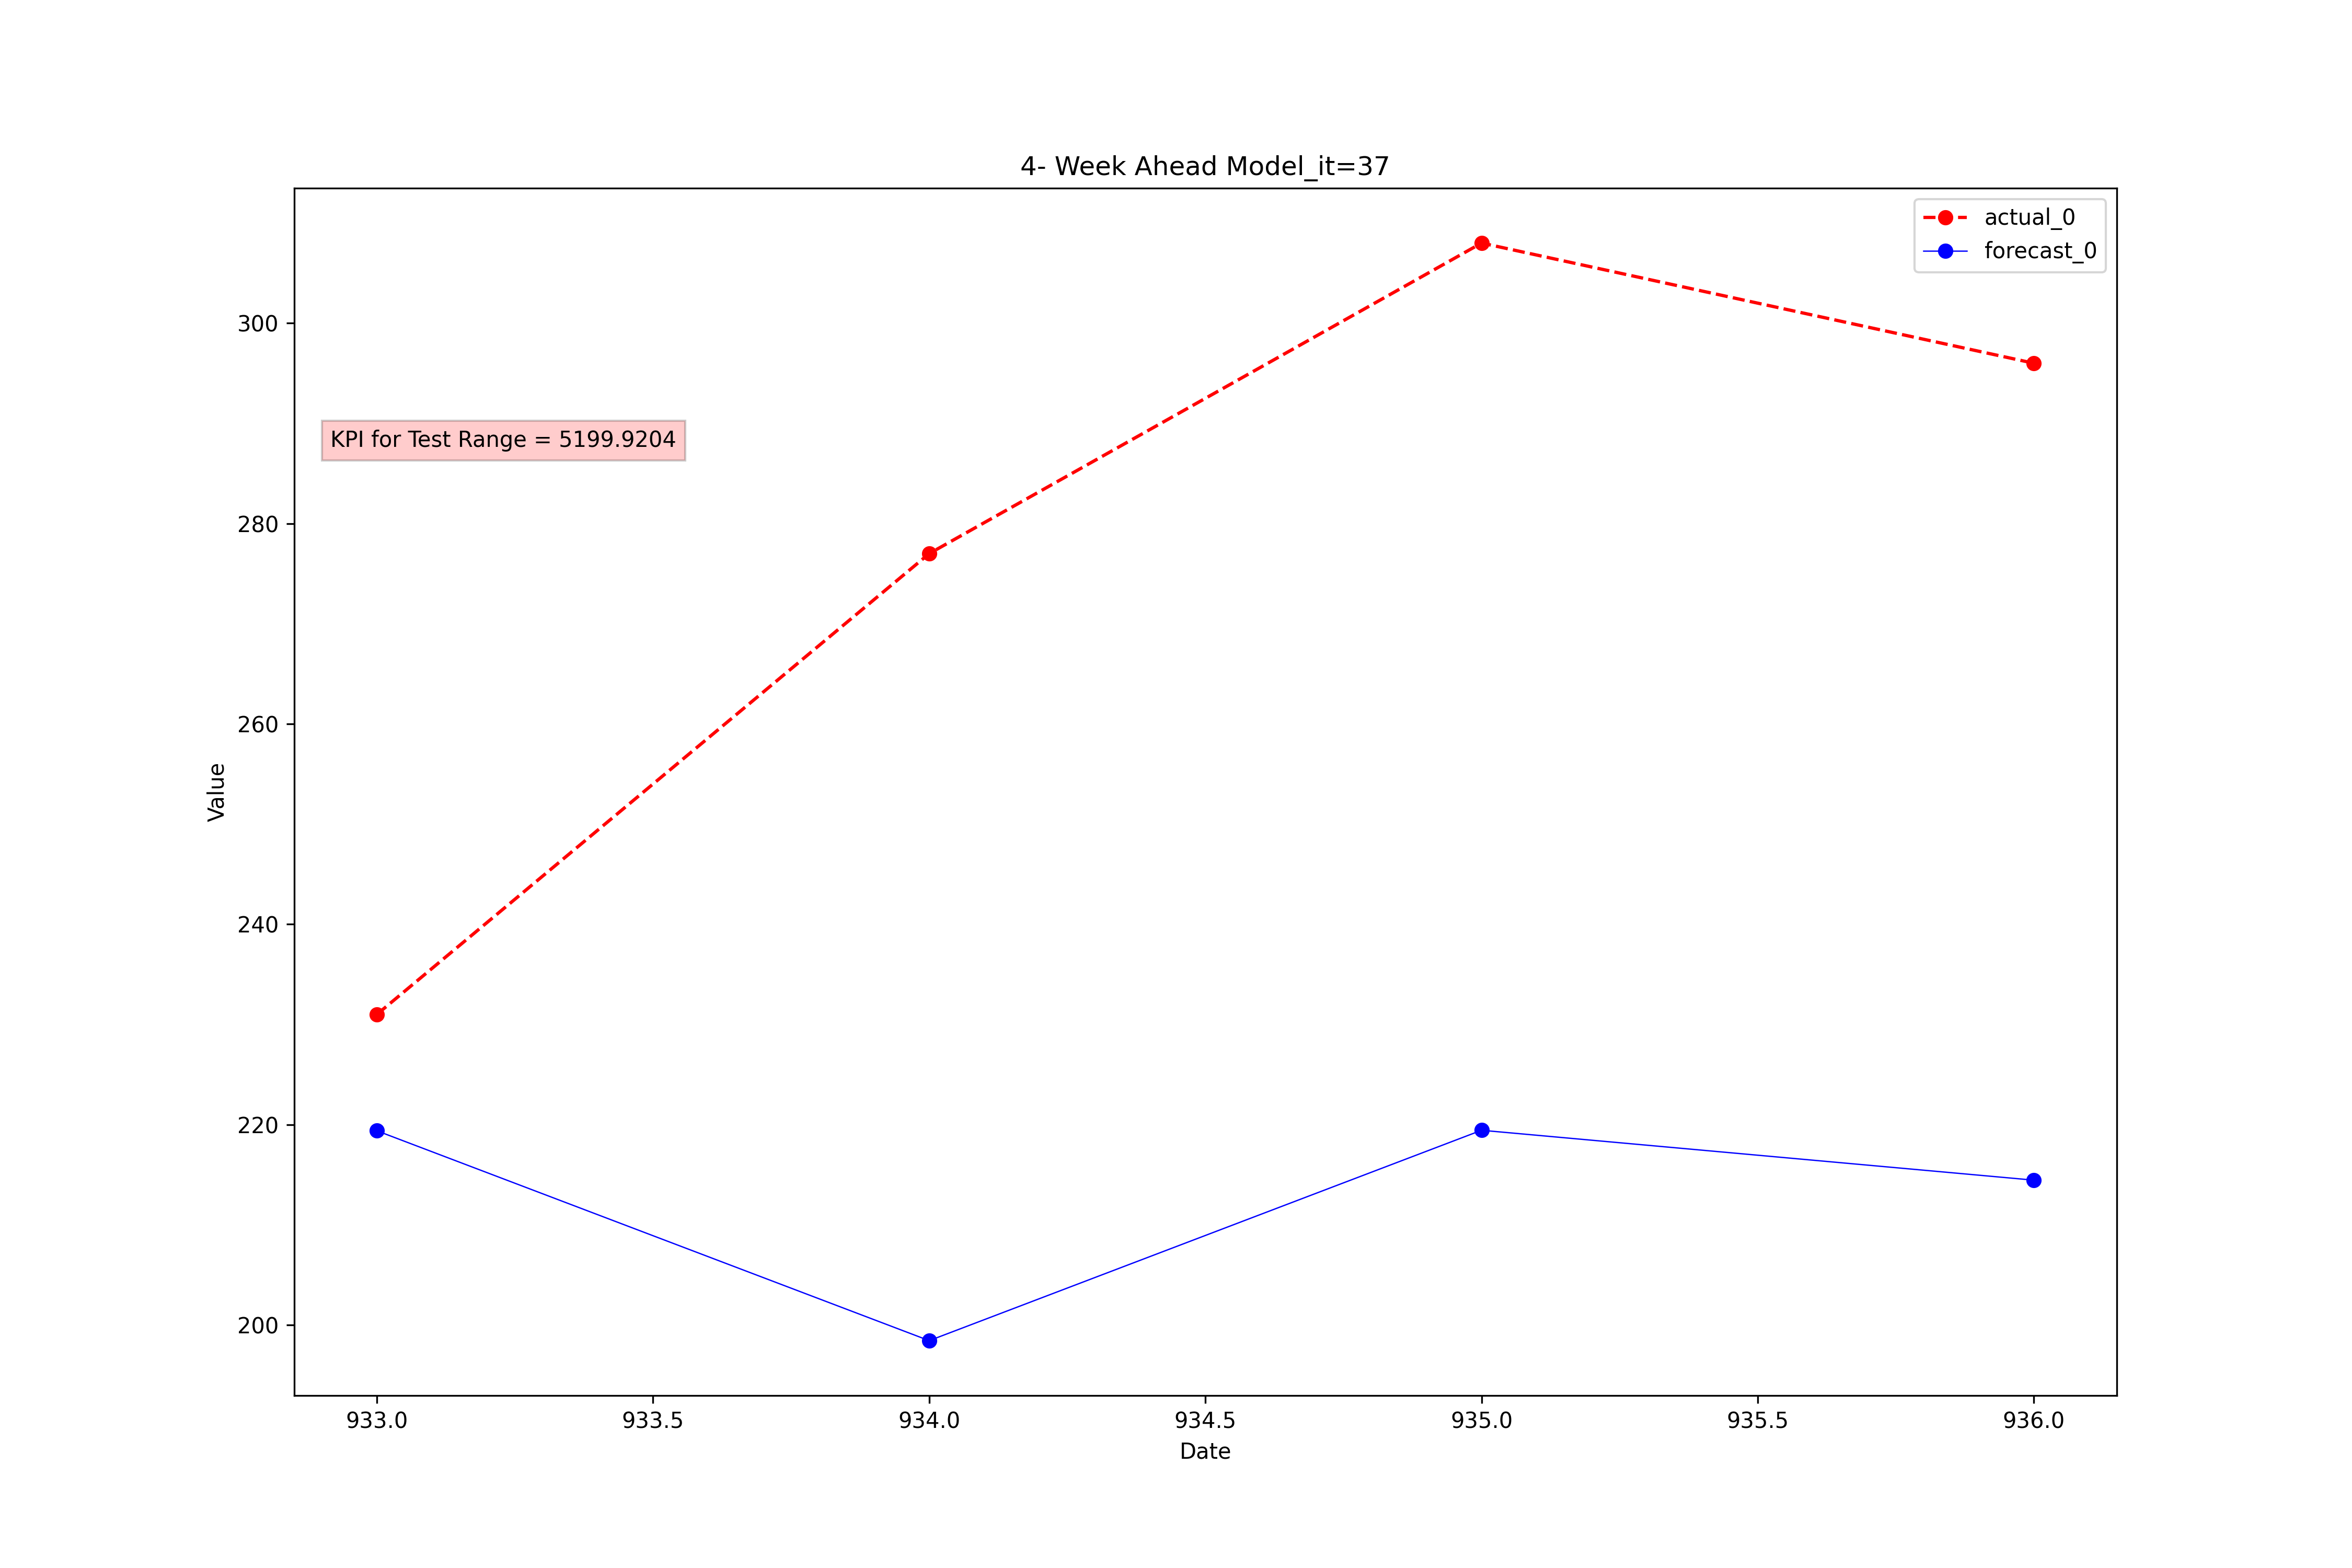 4- Week Ahead Model_it=37
actual_0
forecast_0
KPI for Test Range = 5199.9204
Value
300
280
260
240
220
200
933.0 933.5 934.0 934.5 935.0 935.5 936.0
Date